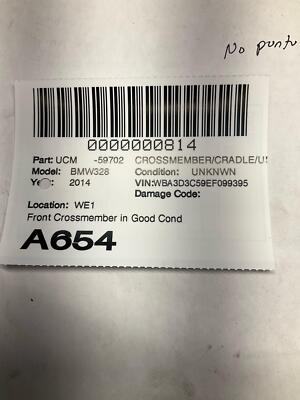 No
0000000814
Part: UCM -59702 CROSSMEMBER/CRADLE/U
Model: BMW328 Condition: UNKNWN
Year: 2014 VIN:WBA3D3C59EF099395
Damage Code:
Location: WE1
Front Crossmember in Good Cond
A654